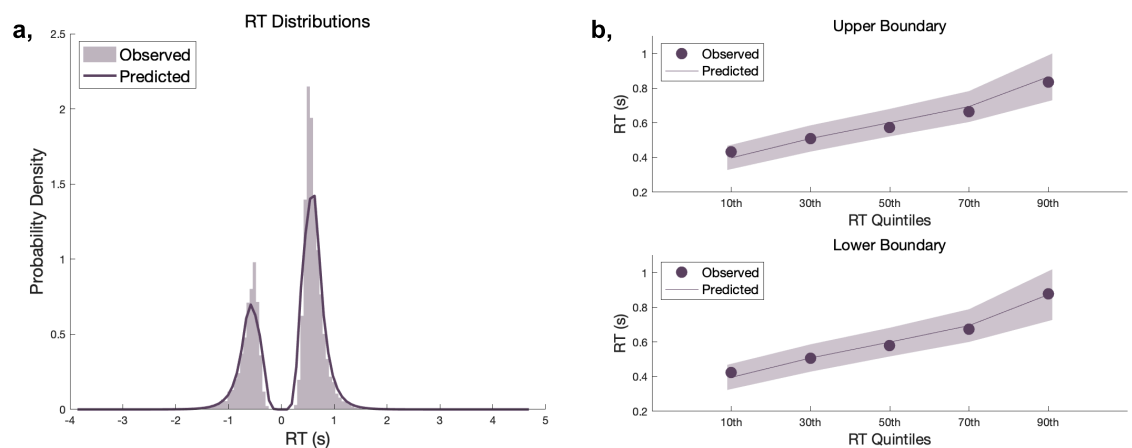 a,
RT Distributions
Observed
Predicted
2.5
2
1.5
1
0.5
0
Probability Density
-4 -3 -2 -1 0 1 2 3 4 5
RT (s)
b,
Upper Boundary
Observed
Predicted
1
0.8
0.6
0.4
0.2
RT (s)
10th 30th 50th 70th 90th
RT Quintiles
Lower Boundary
Observed
Predicted
1
0.8
0.6
0.4
0.2
RT (s)
10th 30th 50th 70th 90th
RT Quintiles